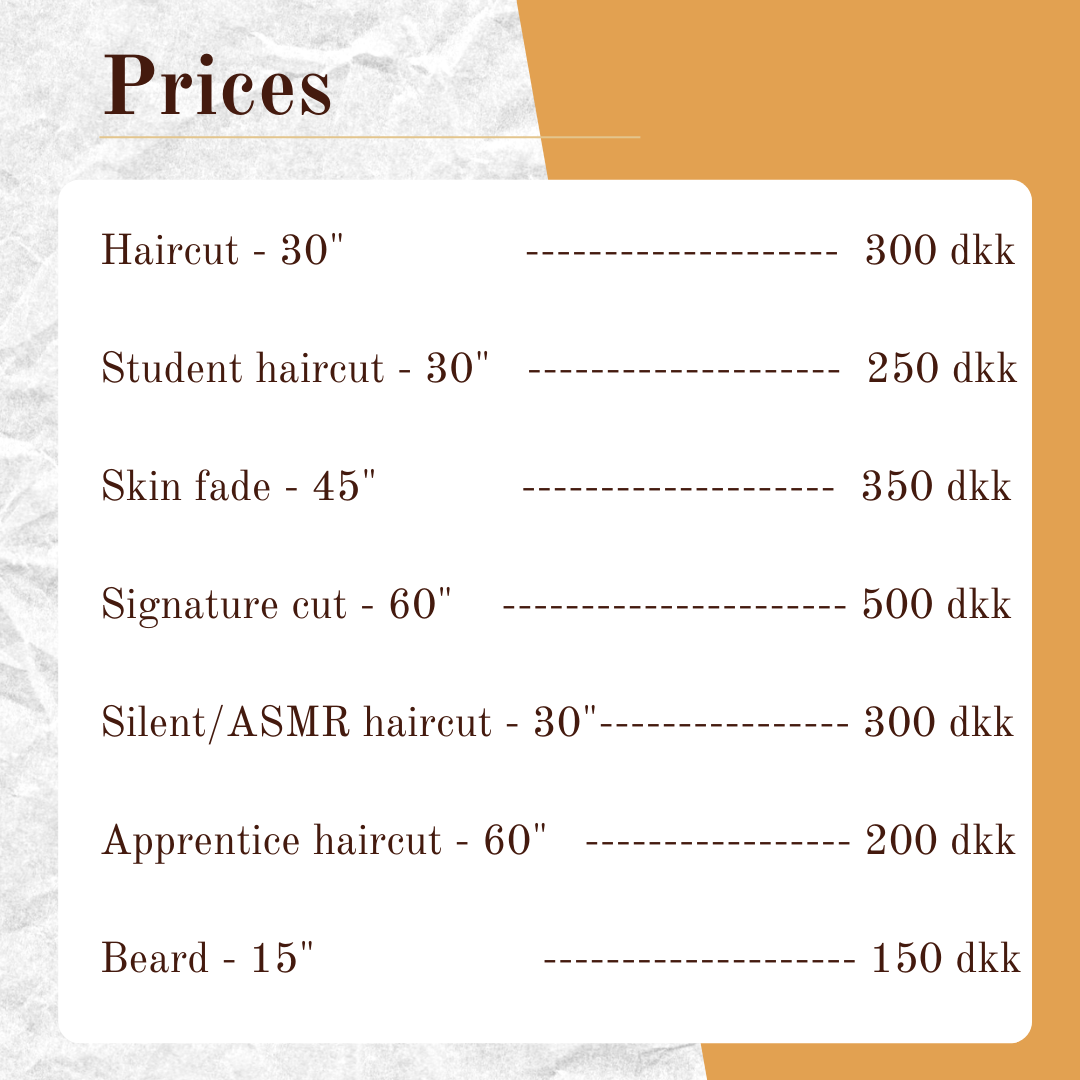 Prices
Haircut - 30" -------------------- 300 dkk
Student haircut - 30" -------------------- 250 dkk
Skin fade - 45" -------------------- 350 dkk
Signature cut - 60" ---------------------- 500 dkk
Silent/ASMR haircut - 30"---------------- 300 dkk
Apprentice haircut - 60" ----------------- 200 dkk
Beard - 15" -------------------- 150 dkk